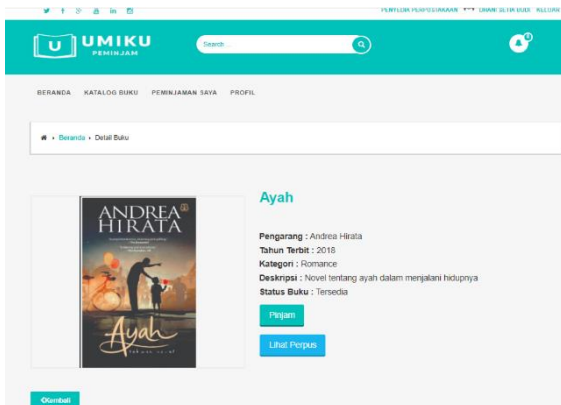 PENYEDIA PERPUSTAKAAN
UMIKU
PEMINJAM
Search...
BERANDA KATALOG BUKU PEMINJAMAN SAYA PROFIL
Beranda › Detail Buku
Ayah
ANDREA
HIRATA
Ayah
Pengarang : Andrea Hirata
Tahun Terbit : 2018
Kategori : Romance
Deskripsi : Novel tentang ayah dalam menjalani hidupnya
Status Buku : Tersedia
Pinjam
Lihat Perpus
Kembali